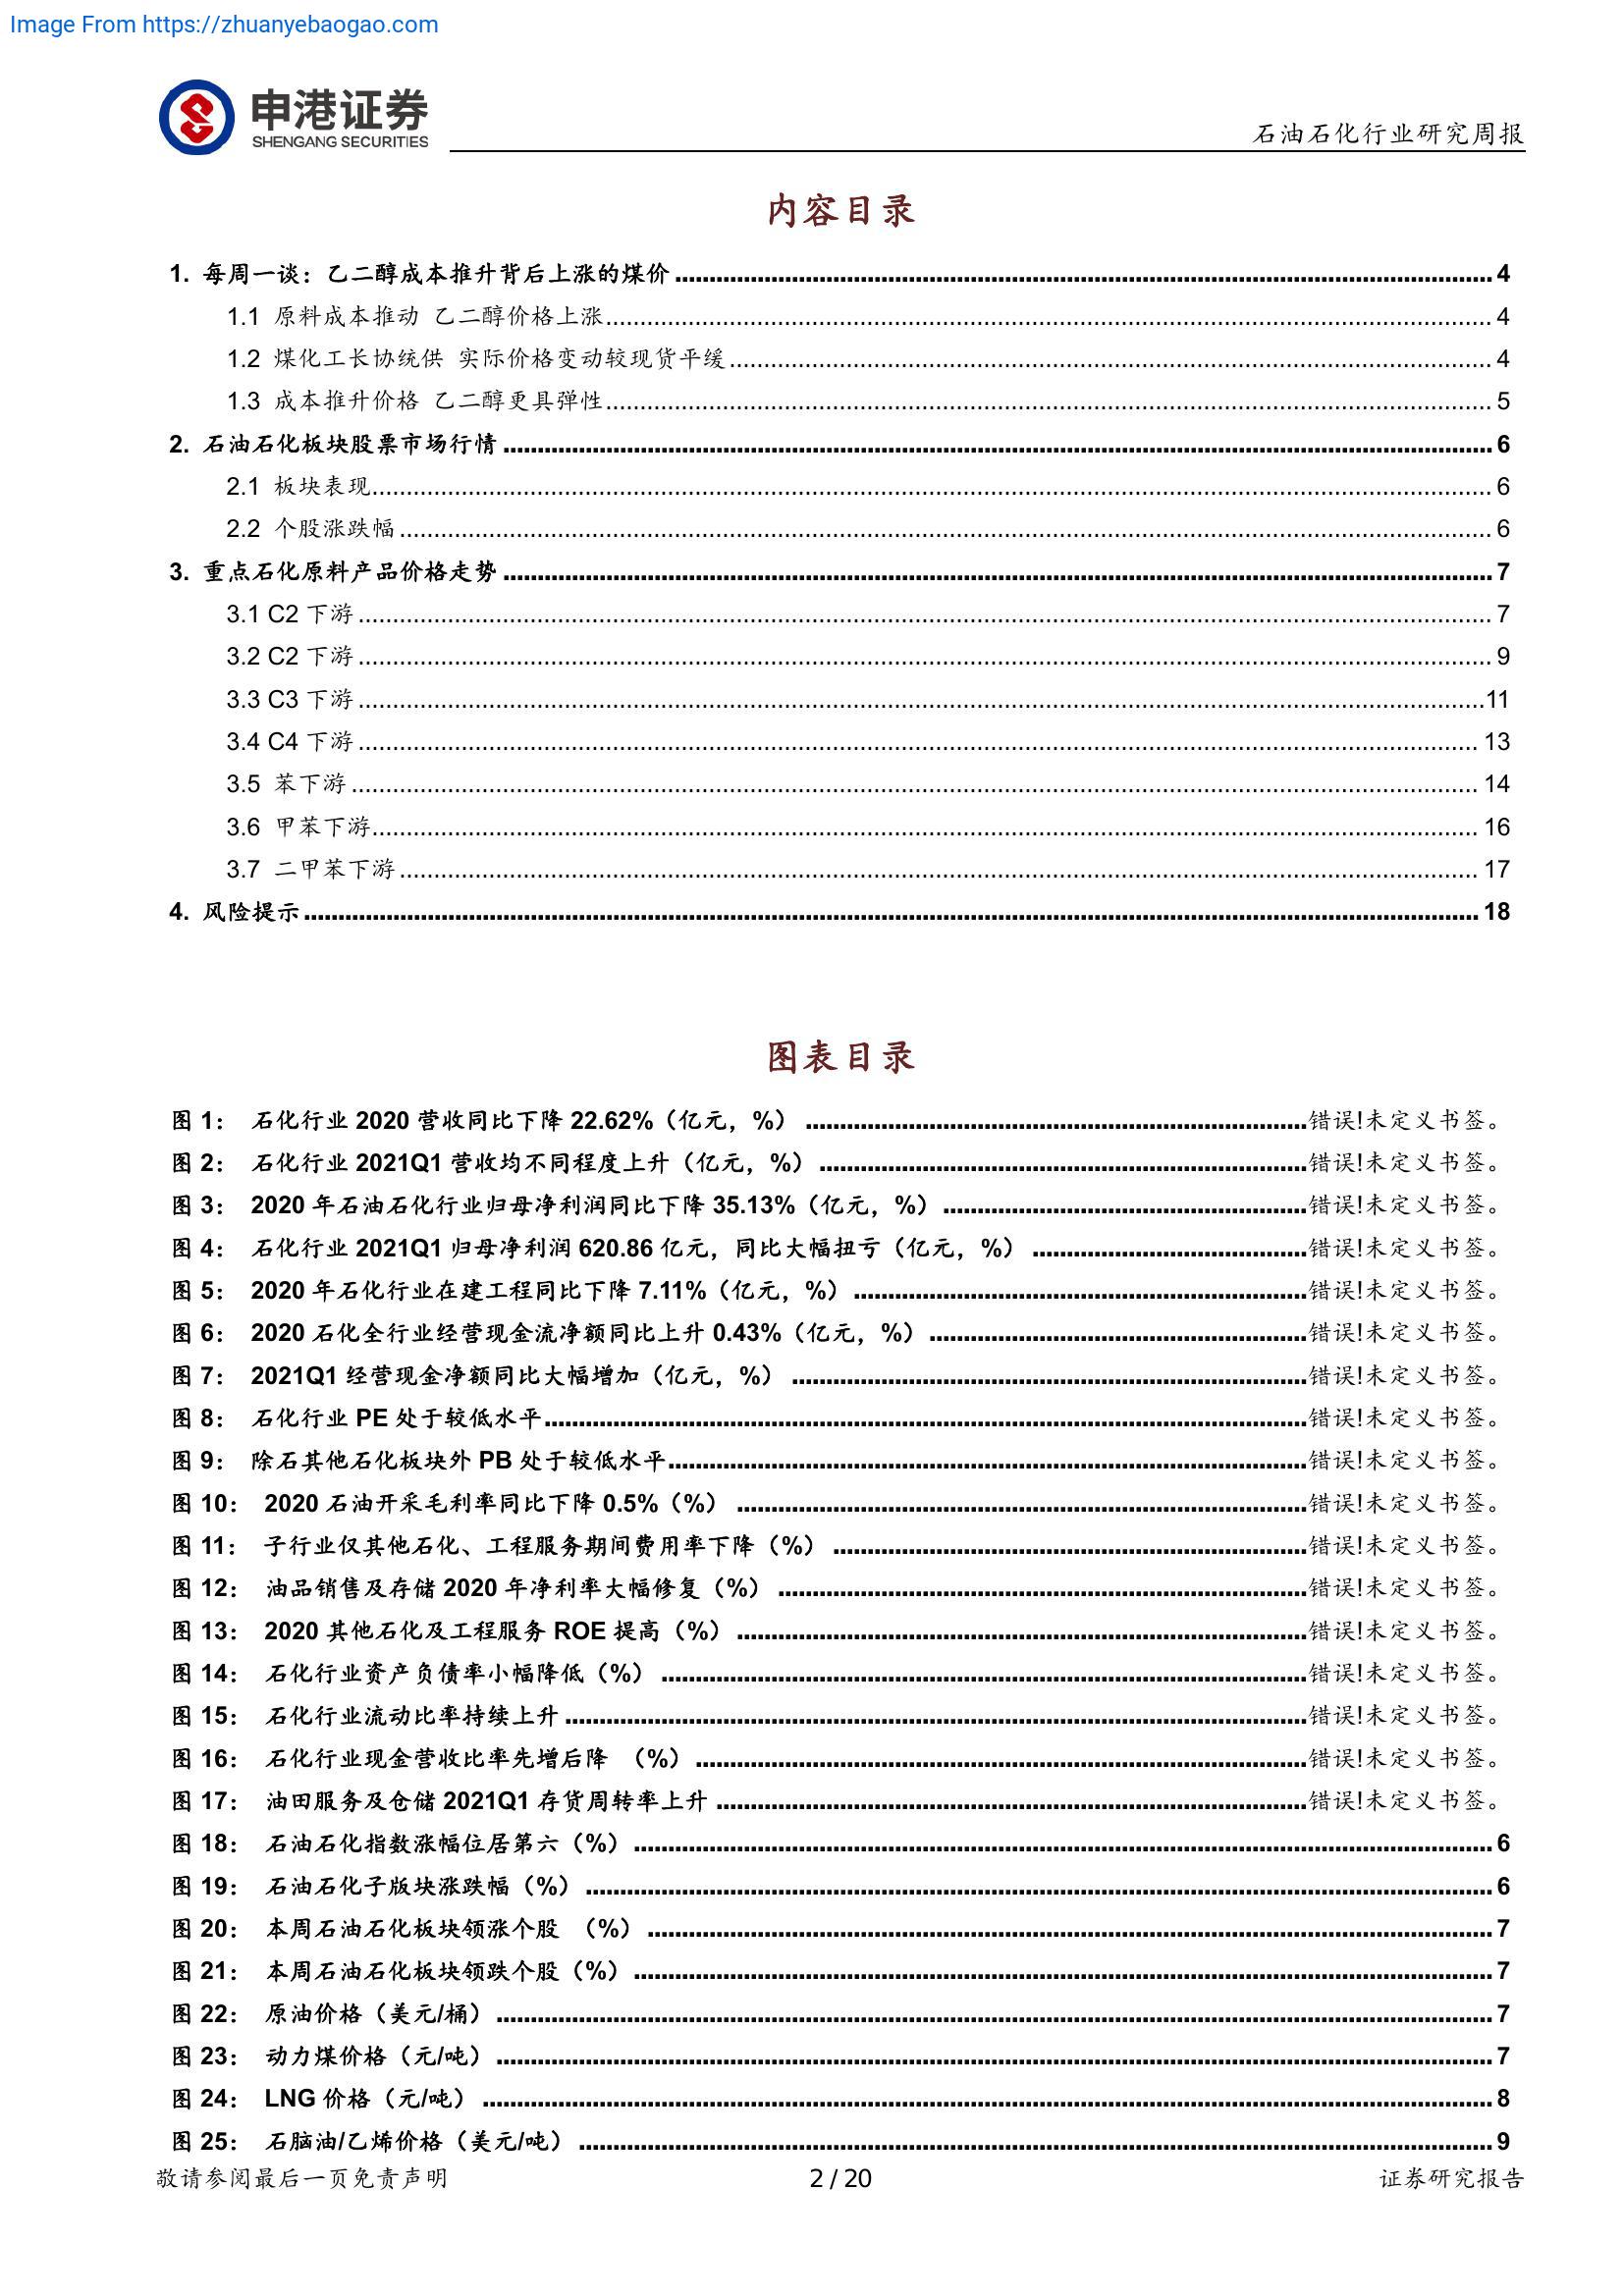 Image From https://zhuanyebaogao.com
申港证券
SHENGANG SECURITIES
石油石化行业研究周报
内容目录
1. 每周一谈：乙二醇成本推升背后上涨的煤价 4
1.1 原料成本推动 乙二醇价格上涨 4
1.2 煤化工长协统供 实际价格变动较现货平缓 4
1.3 成本推升价格 乙二醇更具弹性 5
2. 石油石化板块股票市场行情 6
2.1 板块表现 6
2.2 个股涨跌幅 6
3. 重点石化原料产品价格走势 7
3.1 C2 下游 7
3.2 C2 下游 9
3.3 C3 下游 11
3.4 C4 下游 13
3.5 苯下游 14
3.6 甲苯下游 16
3.7 二甲苯下游 17
4. 风险提示 18
图表目录
图 1： 石化行业 2020 营收同比下降 22.62%（亿元，%） 错误!未定义书签。
图 2： 石化行业 2021Q1 营收均不同程度上升（亿元，%） 错误!未定义书签。
图 3： 2020 年石油石化行业归母净利润同比下降 35.13%（亿元，%） 错误!未定义书签。
图 4： 石化行业 2021Q1 归母净利润 620.86 亿元，同比大幅扭亏（亿元，%） 错误!未定义书签。
图 5： 2020 年石化行业在建工程同比下降 7.11%（亿元，%） 错误!未定义书签。
图 6： 2020 石化全行业经营现金流净额同比上升 0.43%（亿元，%） 错误!未定义书签。
图 7： 2021Q1 经营现金净额同比大幅增加（亿元，%） 错误!未定义书签。
图 8： 石化行业 PE 处于较低水平 错误!未定义书签。
图 9： 除石其他石化板块外 PB 处于较低水平 错误!未定义书签。
图 10： 2020 石油开采毛利率同比下降 0.5%（%） 错误!未定义书签。
图 11： 子行业仅其他石化、工程服务期间费用率下降（%） 错误!未定义书签。
图 12： 油品销售及存储 2020 年净利率大幅修复（%） 错误!未定义书签。
图 13： 2020 其他石化及工程服务 ROE 提高（%） 错误!未定义书签。
图 14： 石化行业资产负债率小幅降低（%） 错误!未定义书签。
图 15： 石化行业流动比率持续上升 错误!未定义书签。
图 16： 石化行业现金营收比率先增后降 （%） 错误!未定义书签。
图 17： 油田服务及仓储 2021Q1 存货周转率上升 错误!未定义书签。
图 18： 石油石化指数涨幅位居第六（%） 6
图 19： 石油石化子版块涨跌幅（%） 6
图 20： 本周石油石化板块领涨个股 （%） 7
图 21： 本周石油石化板块领跌个股（%） 7
图 22： 原油价格（美元/桶） 7
图 23： 动力煤价格（元/吨） 7
图 24： LNG 价格（元/吨） 8
图 25： 石脑油/乙烯价格（美元/吨） 9
敬请参阅最后一页免责声明 2 / 20 证券研究报告